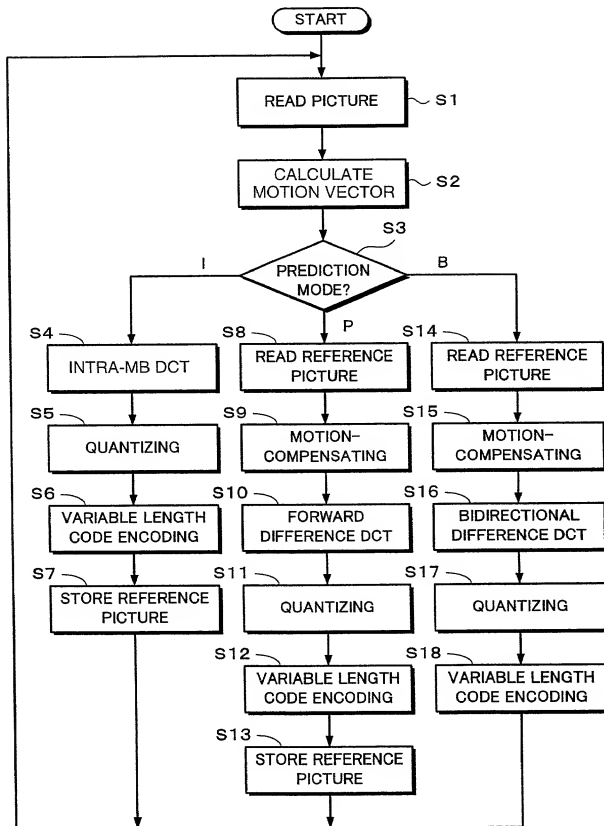 START
READ PICTURE
S1
CALCULATE
MOTION VECTOR
S2
S3
PREDICTION
MODE?
I
B
P
S4
INTRA-MB DCT
S5
QUANTIZING
S6
VARIABLE LENGTH
CODE ENCODING
S7
STORE REFERENCE
PICTURE
S8
READ REFERENCE
PICTURE
S9
MOTION-
COMPENSATING
S10
FORWARD
DIFFERENCE DCT
S11
QUANTIZING
S12
VARIABLE LENGTH
CODE ENCODING
S13
STORE REFERENCE
PICTURE
S14
READ REFERENCE
PICTURE
S15
MOTION-
COMPENSATING
S16
BIDIRECTIONAL
DIFFERENCE DCT
S17
QUANTIZING
S18
VARIABLE LENGTH
CODE ENCODING